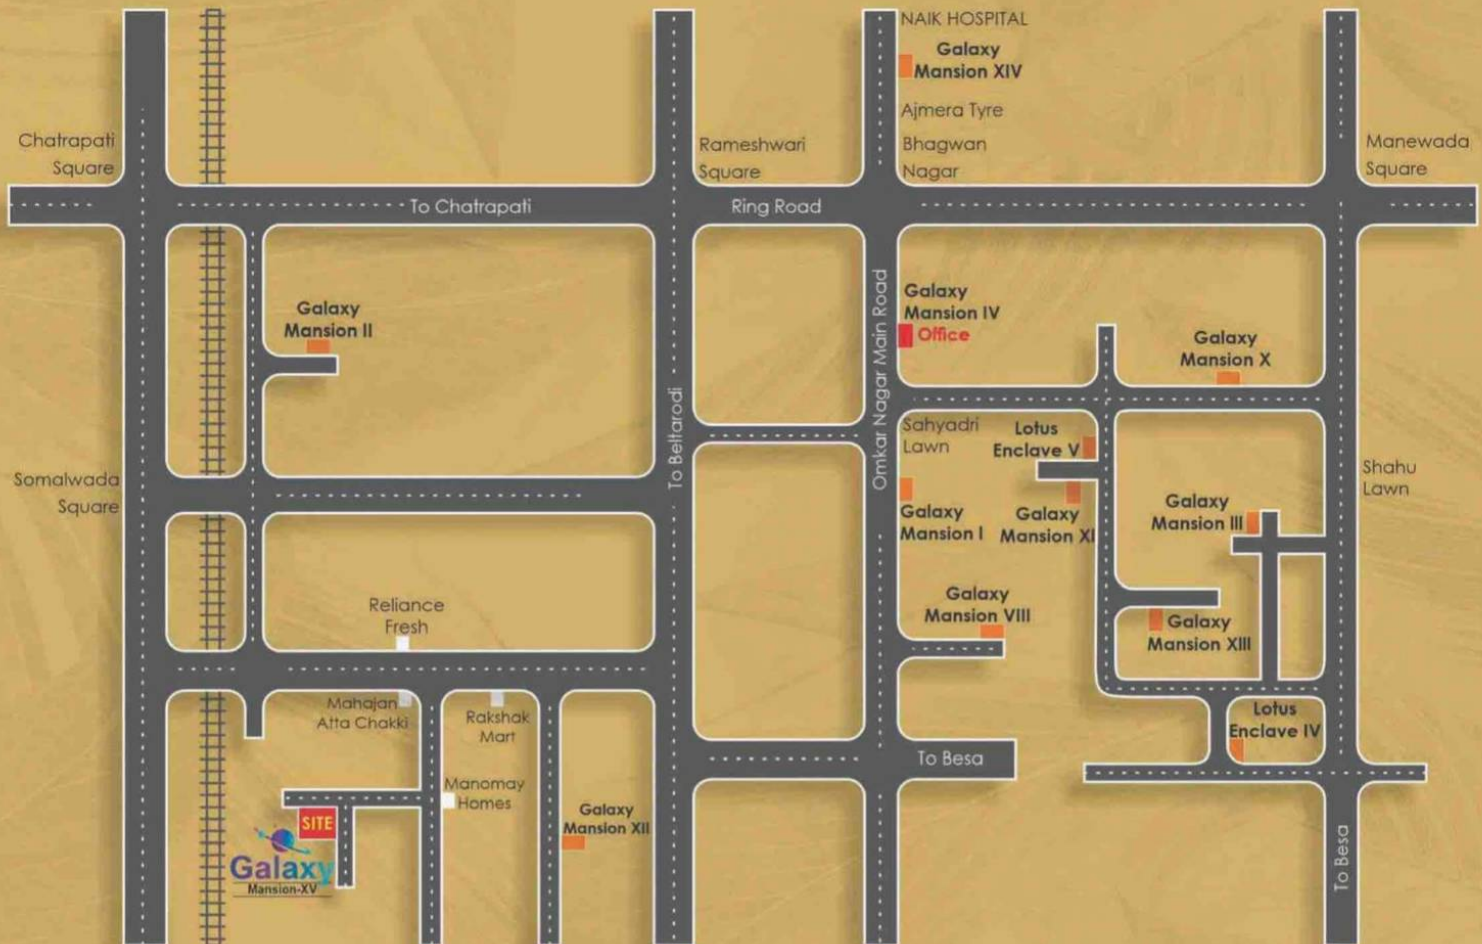 NAIK HOSPITAL
Galaxy
Mansion XIV
Ajmera Tyre
Bhagwan
Nagar
Chatrapati
Square
Rameshwari
Square
Manewada
Square
To Chatrapati
Ring Road
Galaxy
Mansion II
Omkar Nagar Main Road
Galaxy
Mansion IV
Office
Galaxy
Mansion X
To Beltarodi
Sahyadri
Lawn
Lotus
Enclave V
Somalwada
Square
Shahu
Lawn
Galaxy
Mansion I
Galaxy
Mansion XI
Galaxy
Mansion III
Reliance
Fresh
Galaxy
Mansion VIII
Galaxy
Mansion XIII
Mahajan
Atta Chakki
Rakshak
Mart
Lotus
Enclave IV
To Besa
Manomay
Homes
Galaxy
Mansion XII
SITE
Galaxy
Mansion-XV
To Besa